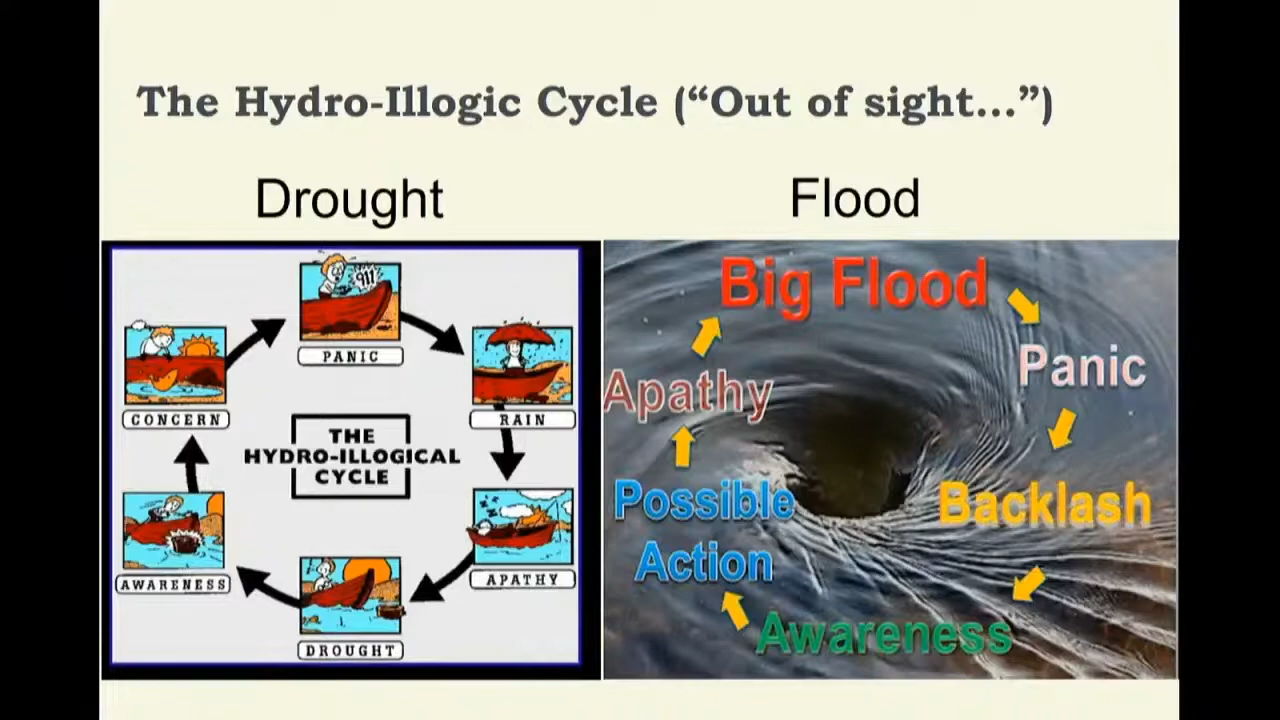 The Hydro-Illogic Cycle (“Out of sight...”)
Drought
Flood
911
PANIC
RAIN
APATHY
DROUGHT
AWARENESS
CONCERN
THE
HYDRO-ILLOGICAL
CYCLE
Big Flood
Panic
Backlash
Awareness
Possible
Action
Apathy